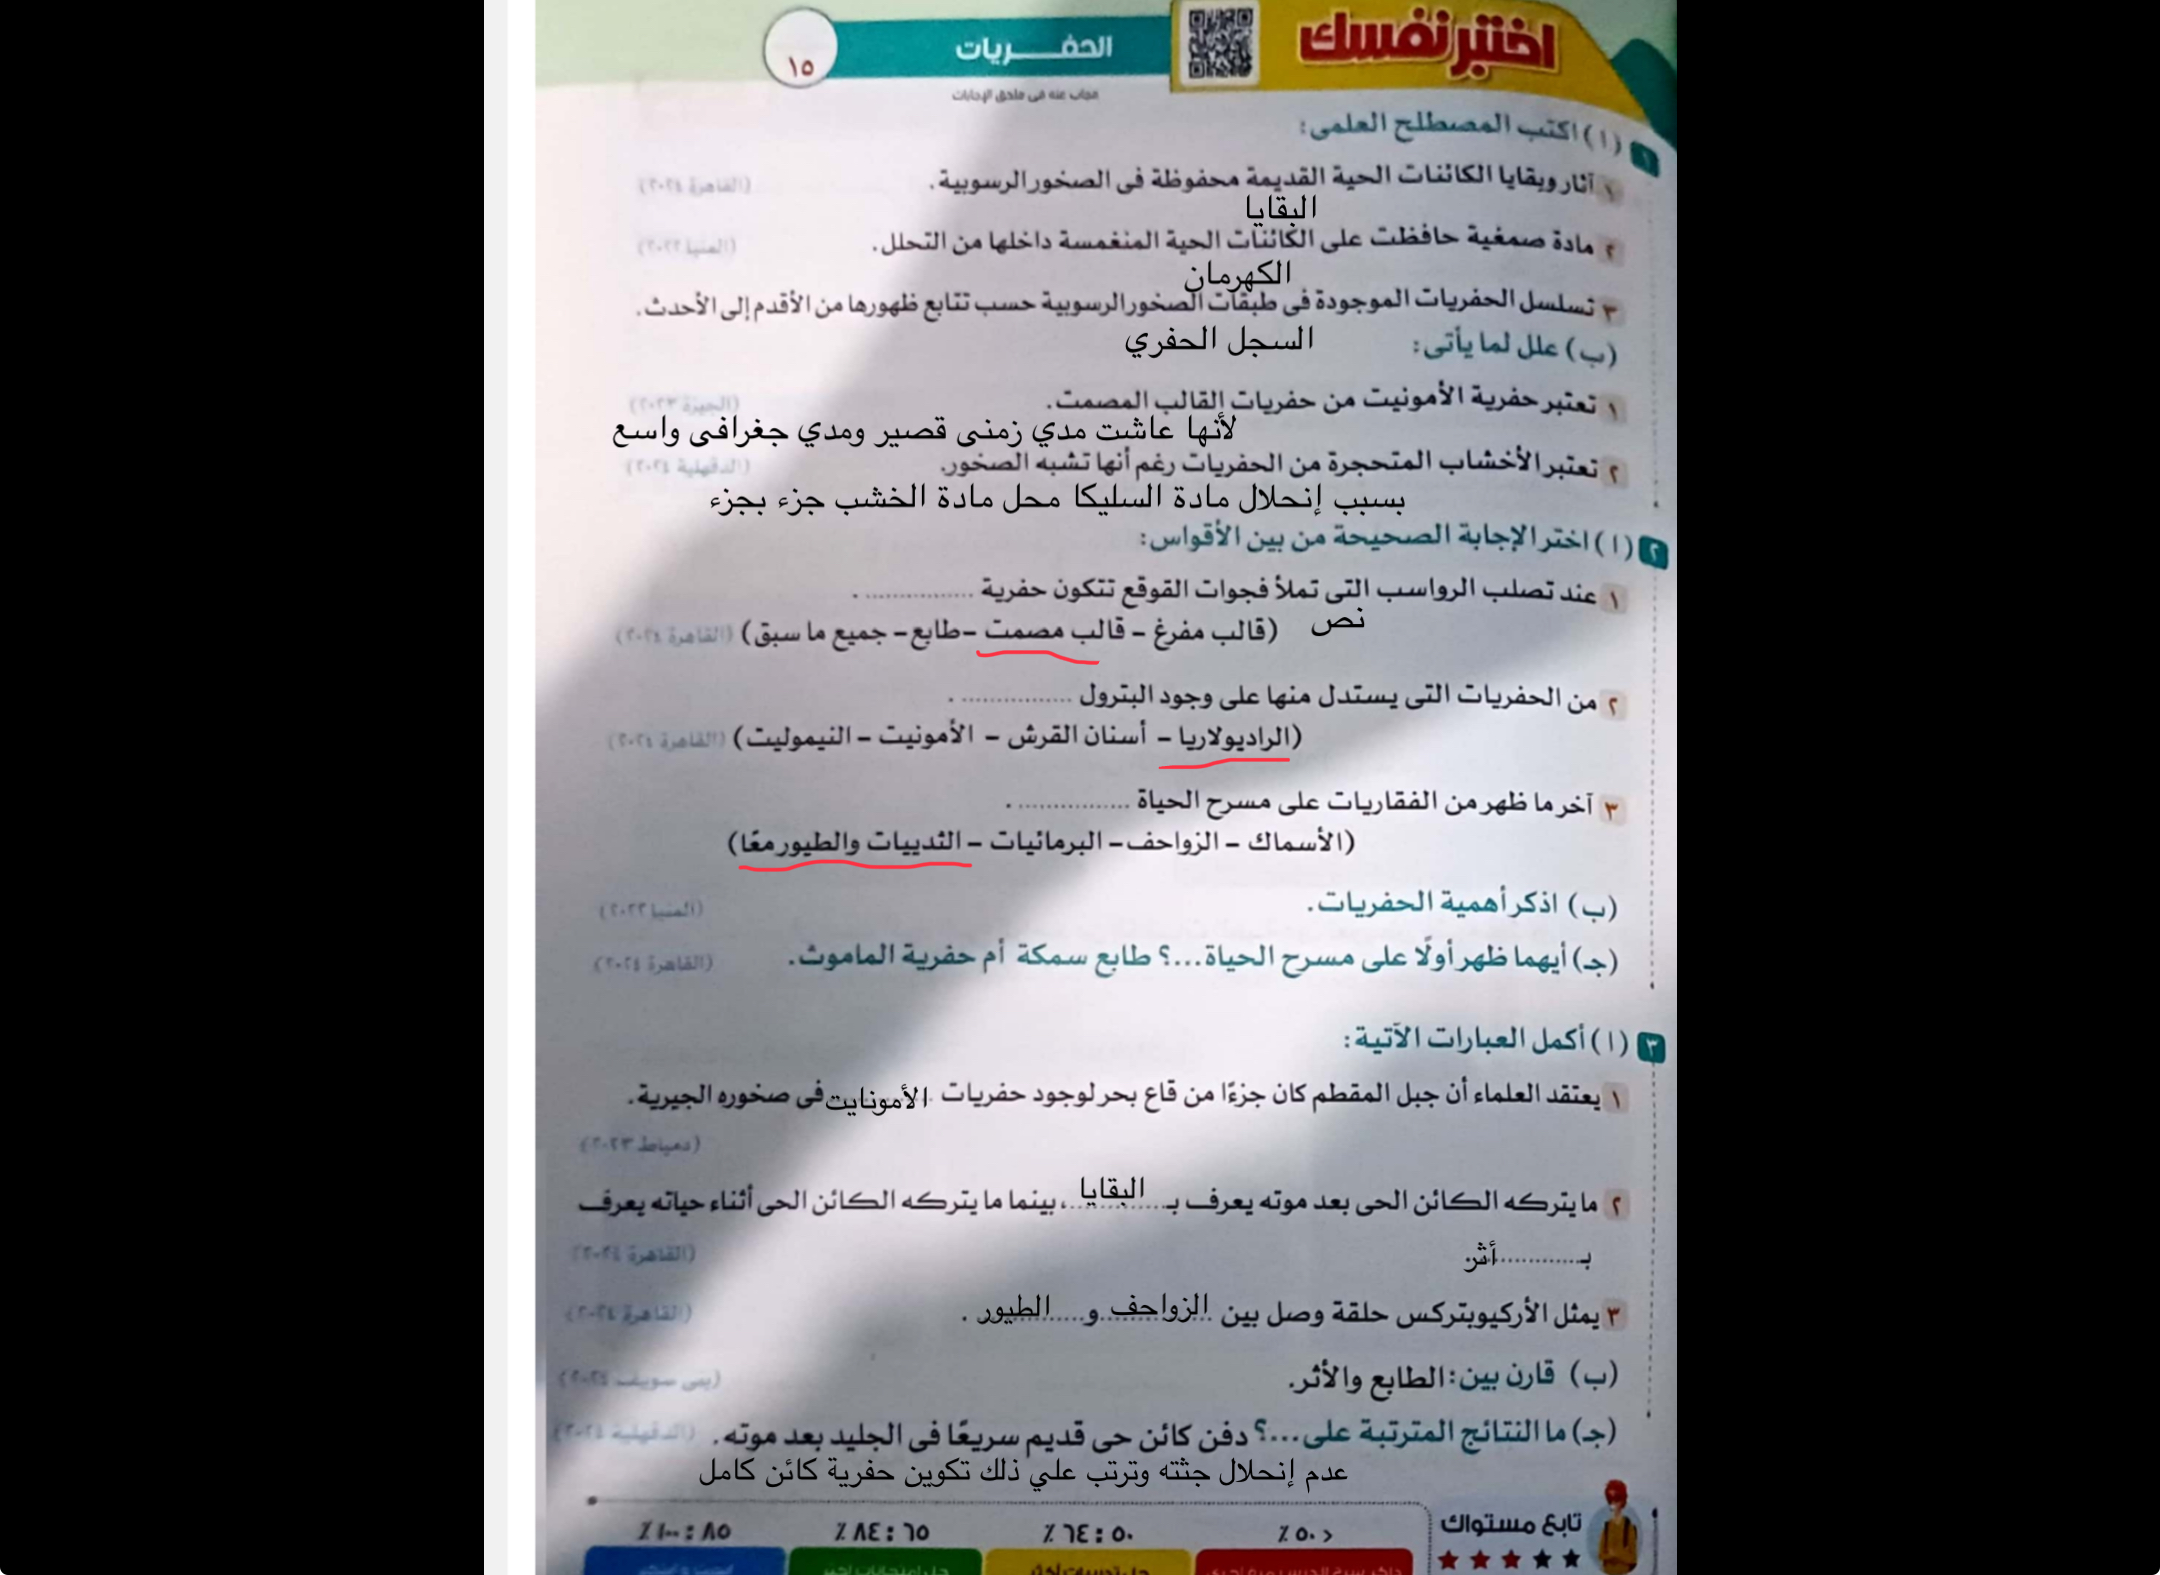 اختبر نفسك
الحفـــريات
١٥
مجاب عنه فى ملحق الإجابات
١ (ا) اكتب المصطلح العلمى:
١ آثار وبقايا الكائنات الحية القديمة محفوظة فى الصخور الرسوبية. (القاهرة ٢٠٢٤)
البقايا
٢ مادة صمغية حافظت على الكائنات الحية المنغمسة داخلها من التحلل. (المنيا ٢٠٢٢)
الكهرمان
٣ تسلسل الحفريات الموجودة فى طبقات الصخور الرسوبية حسب تتابع ظهورها من الأقدم إلى الأحدث.
السجل الحفري
(ب) علل لما يأتى:
١ تعتبر حفرية الأمونيت من حفريات القالب المصمت. (الجيزة ٢٠٢٣)
لأنها عاشت مدي زمنى قصير ومدي جغرافى واسع
٢ تعتبر الأخشاب المتحجرة من الحفريات رغم أنها تشبه الصخور. (الدقهلية ٢٠٢٤)
بسبب إنحلال مادة السليكا محل مادة الخشب جزء بجزء
٢ (ا) اختر الإجابة الصحيحة من بين الأقواس:
١ عند تصلب الرواسب التى تملأ فجوات القوقع تتكون حفرية ................ .
نص
(قالب مفرغ – قالب مصمت – طابع – جميع ما سبق) (القاهرة ٢٠٢٤)
٢ من الحفريات التى يستدل منها على وجود البترول ................ .
(الراديولاريا – أسنان القرش – الأمونيت – النيموليت) (القاهرة ٢٠٢٤)
٣ آخر ما ظهر من الفقاريات على مسرح الحياة ................ .
(الأسماك – الزواحف – البرمائيات – الثدييات والطيور معًا)
(ب) اذكر أهمية الحفريات. (المنيا ٢٠٢٢)
(جـ) أيهما ظهر أولًا على مسرح الحياة...؟ طابع سمكة أم حفرية الماموث. (القاهرة ٢٠٢٤)
٣ (ا) أكمل العبارات الآتية:
١ يعتقد العلماء أن جبل المقطم كان جزءًا من قاع بحر لوجود حفريات الأمونايت فى صخوره الجيرية.
(دمياط ٢٠٢٣)
٢ ما يتركه الكائن الحى بعد موته يعرف بـ البقايا ، بينما ما يتركه الكائن الحى أثناء حياته يعرف
بـ ............ أثر (القاهرة ٢٠٢٤)
٣ يمثل الأركيوبتركس حلقة وصل بين الزواحف و الطيور . (القاهرة ٢٠٢٤)
(ب) قارن بين: الطابع والأثر. (بنى سويف ٢٠٢٤)
(جـ) ما النتائج المترتبة على...؟ دفن كائن حى قديم سريعًا فى الجليد بعد موته. (الدقهلية ٢٠٢٤)
عدم إنحلال جثته وترتب علي ذلك تكوين حفرية كائن كامل
تابع مستواك
< ٥٠ ٪
٥٠ : ٦٤ ٪
٦٥ : ٨٤ ٪
٨٥ : ١٠٠ ٪